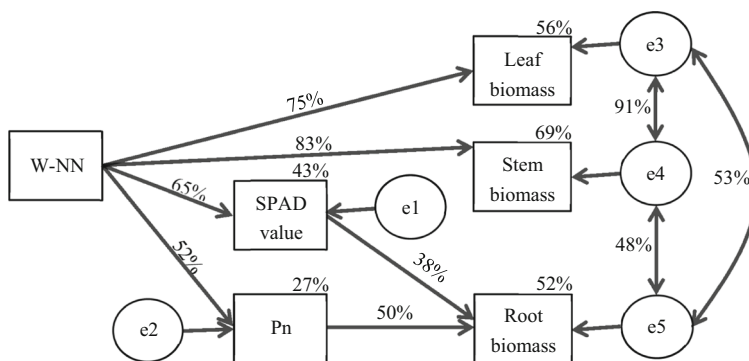 56%
e3
Leaf
biomass
75%
91%
83%
69%
W-NN
43%
Stem
biomass
e4
53%
65%
SPAD
value
e1
52%
38%
48%
27%
52%
e2
Pn
50%
Root
biomass
e5